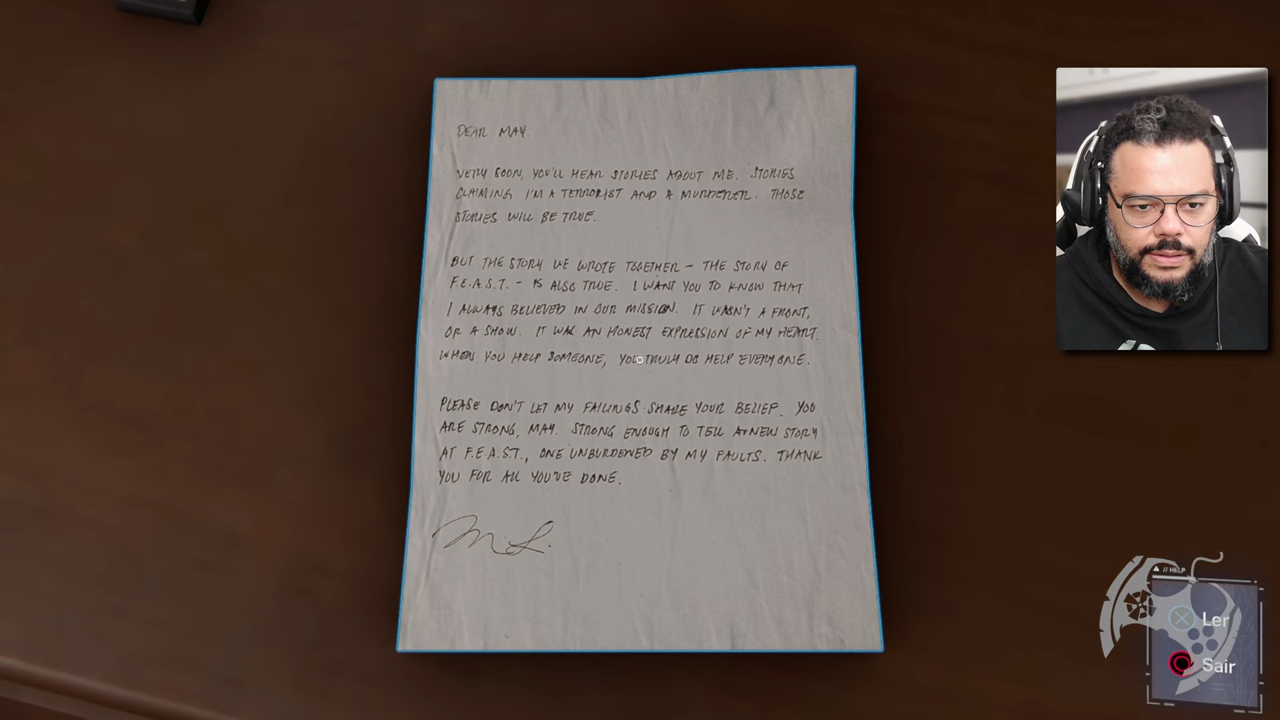 DEAR MAY.
VERY SOON, YOU'LL HEAR STORIES ABOUT ME. STORIES
CLAIMING I'M A TERRORIST AND A MURDERER. THOSE
STORIES WILL BE TRUE.
BUT THE STORY WE WROTE TOGETHER – THE STORY OF
F.E.A.S.T. – IS ALSO TRUE. I WANT YOU TO KNOW THAT
I ALWAYS BELIEVED IN OUR MISSION. IT WASN'T A FRONT,
OR A SHOW. IT WAS AN HONEST EXPRESSION OF MY HEART.
WHEN YOU HELP SOMEONE, YOU TRULY DO HELP EVERYONE.
PLEASE DON'T LET MY FAILINGS SHAKE YOUR BELIEF. YOU
ARE STRONG, MAY. STRONG ENOUGH TO TELL A NEW STORY
AT F.E.A.S.T., ONE UNBURDENED BY MY FAULTS. THANK
YOU FOR ALL YOU'VE DONE.
M.L.
// HELP
Ler
Sair